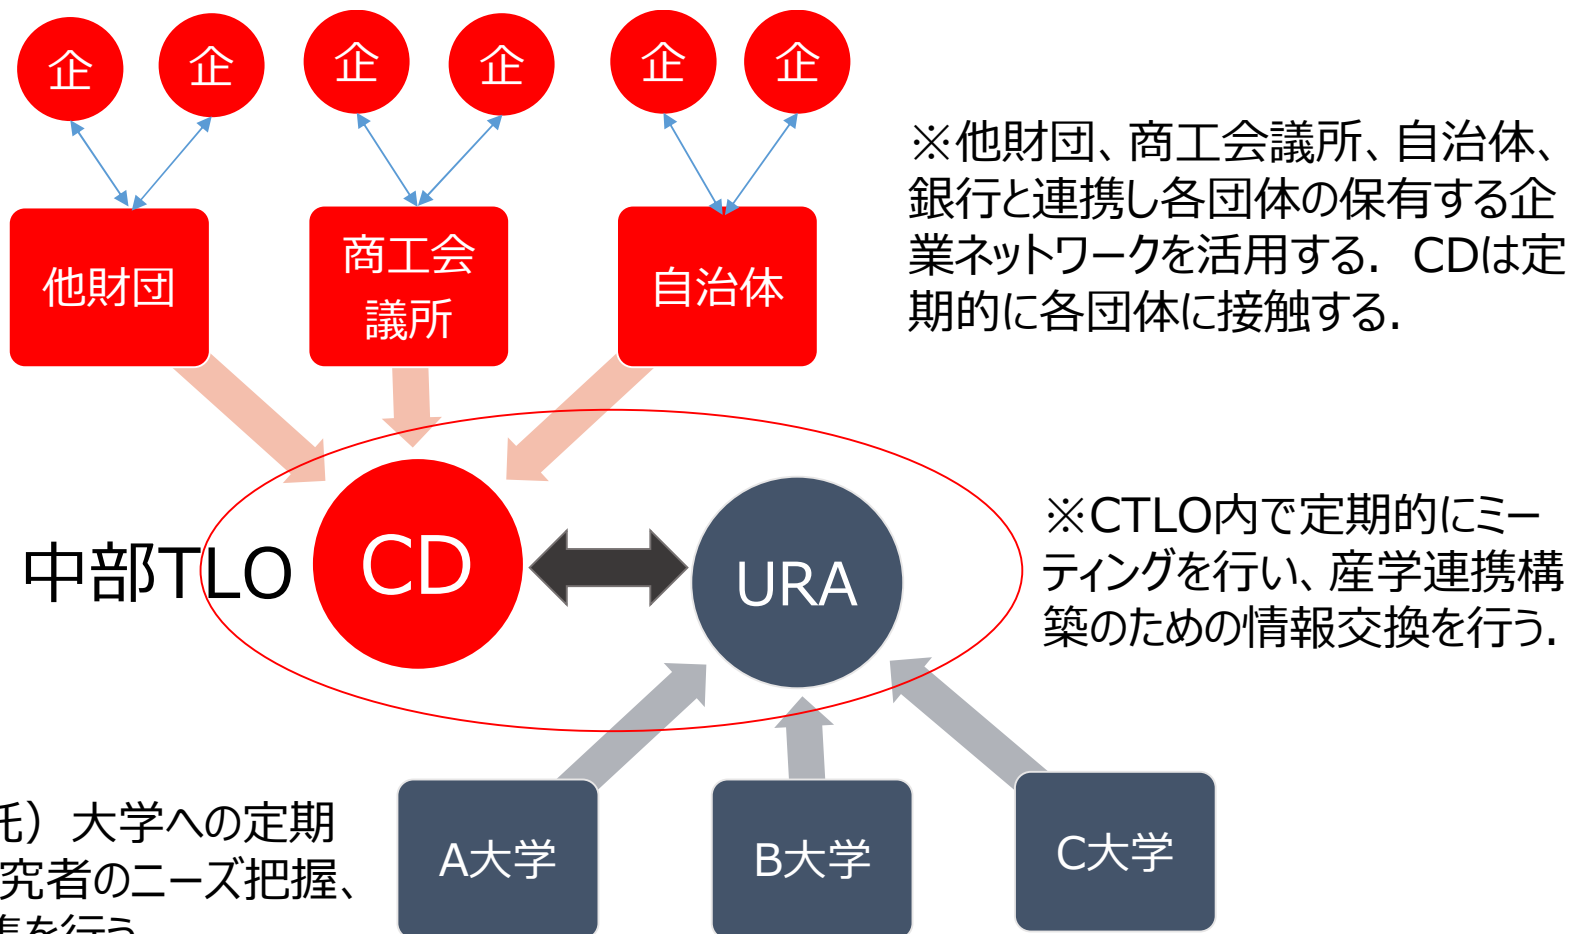 企 企 企 企 企 企
他財団
商工会
議所
自治体
※他財団、商工会議所、自治体、
銀行と連携し各団体の保有する企
業ネットワークを活用する．CDは定
期的に各団体に接触する．
中部TLO
CD
URA
※CTLO内で定期的にミー
ティングを行い、産学連携構
築のための情報交換を行う．
託）大学への定期
究者のニーズ把握、
集を行う
A大学
B大学
C大学